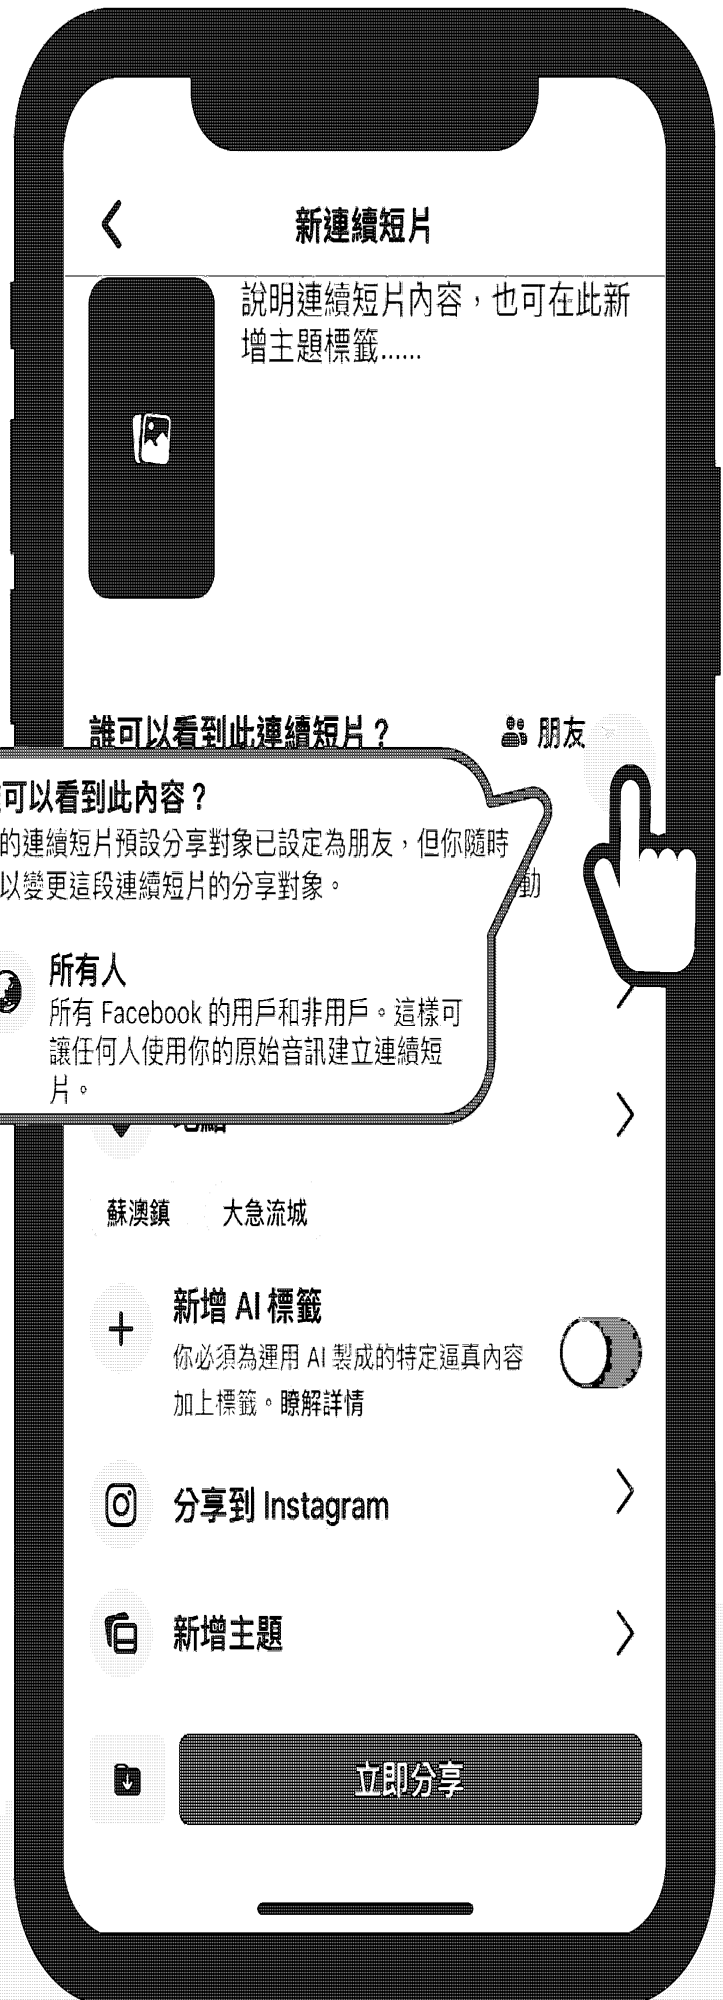 新連續短片
說明連續短片內容，也可在此新
增主題標籤......
誰可以看到此連續短片？
朋友
可以看到此內容？
的連續短片預設分享對象已設定為朋友，但你隨時
以變更這段連續短片的分享對象。
動
所有人
所有 Facebook 的用戶和非用戶。這樣可
讓任何人使用你的原始音訊建立連續短
片。
蘇澳鎮
大急流城
新增 AI 標籤
你必須為運用 AI 製成的特定逼真內容
加上標籤。瞭解詳情
分享到 Instagram
新增主題
立即分享